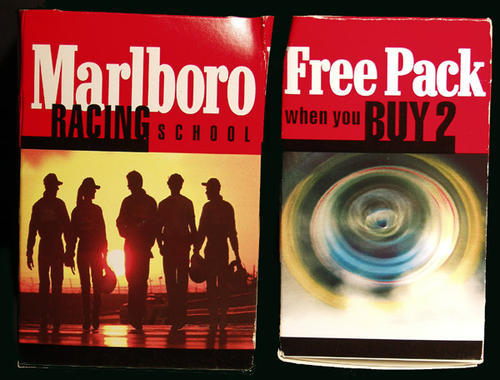 Marlboro
RACING SCHOOL
Free Pack
when you BUY 2